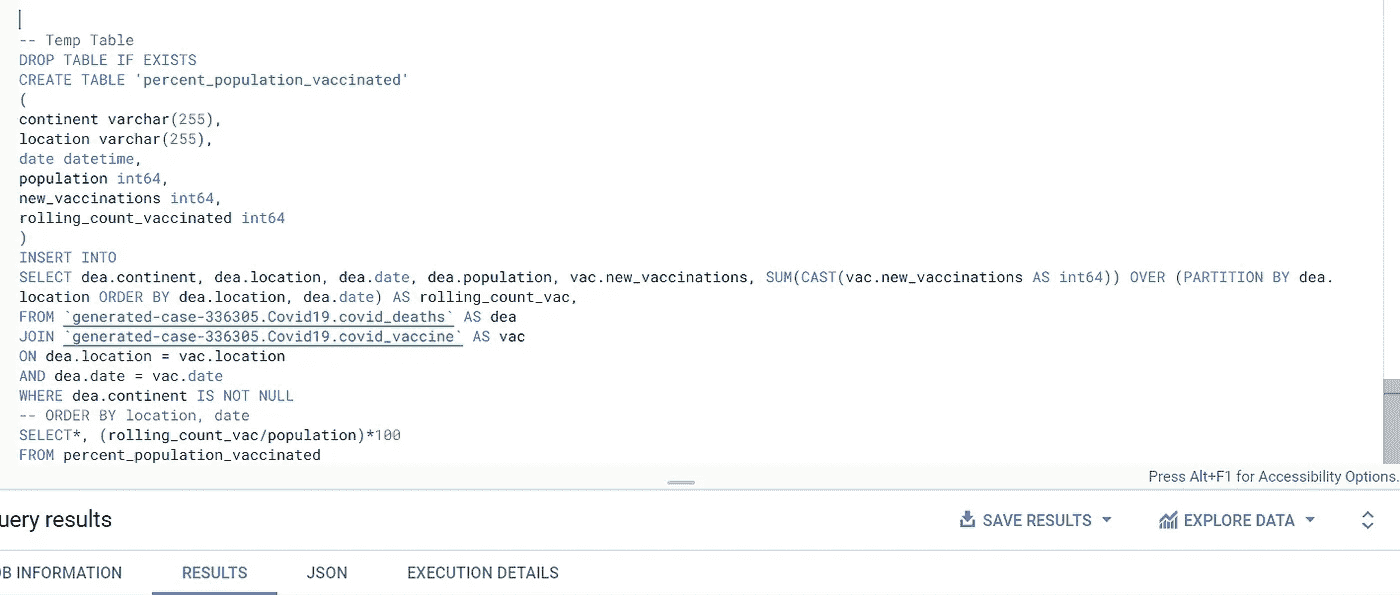 -- Temp Table
DROP TABLE IF EXISTS
CREATE TABLE 'percent_population_vaccinated'
(
continent varchar(255),
location varchar(255),
date datetime,
population int64,
new_vaccinations int64,
rolling_count_vaccinated int64
)
INSERT INTO
SELECT dea.continent, dea.location, dea.date, dea.population, vac.new_vaccinations, SUM(CAST(vac.new_vaccinations AS int64)) OVER (PARTITION BY dea.
location ORDER BY dea.location, dea.date) AS rolling_count_vac,
FROM `generated-case-336305.Covid19.covid_deaths` AS dea
JOIN `generated-case-336305.Covid19.covid_vaccine` AS vac
ON dea.location = vac.location
AND dea.date = vac.date
WHERE dea.continent IS NOT NULL
-- ORDER BY location, date
SELECT*, (rolling_count_vac/population)*100
FROM percent_population_vaccinated
Press Alt+F1 for Accessibility Options.
uery results SAVE RESULTS EXPLORE DATA
OB INFORMATION RESULTS JSON EXECUTION DETAILS